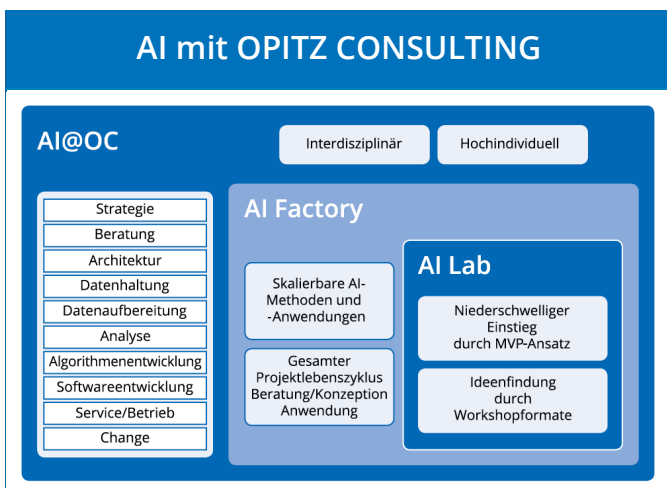 AI mit OPITZ CONSULTING
AI@OC
Interdisziplinär
Hochindividuell
Strategie
Beratung
Architektur
Datenhaltung
Datenaufbereitung
Analyse
Algorithmenentwicklung
Softwareentwicklung
Service/Betrieb
Change
AI Factory
Skalierbare AI-
Methoden und
-Anwendungen
Gesamter
Projektlebenszyklus
Beratung/Konzeption
Anwendung
AI Lab
Niederschwelliger
Einstieg
durch MVP-Ansatz
Ideenfindung
durch
Workshopformate